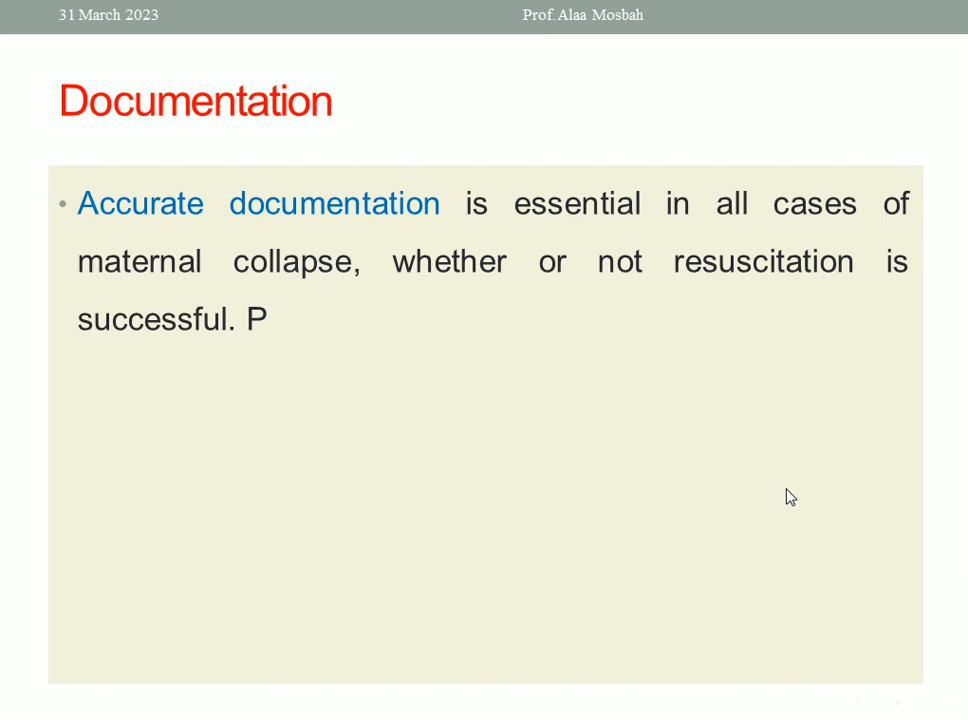 31 March 2023 Prof. Alaa Mosbah
Documentation
• Accurate documentation is essential in all cases of
maternal collapse, whether or not resuscitation is
successful. P